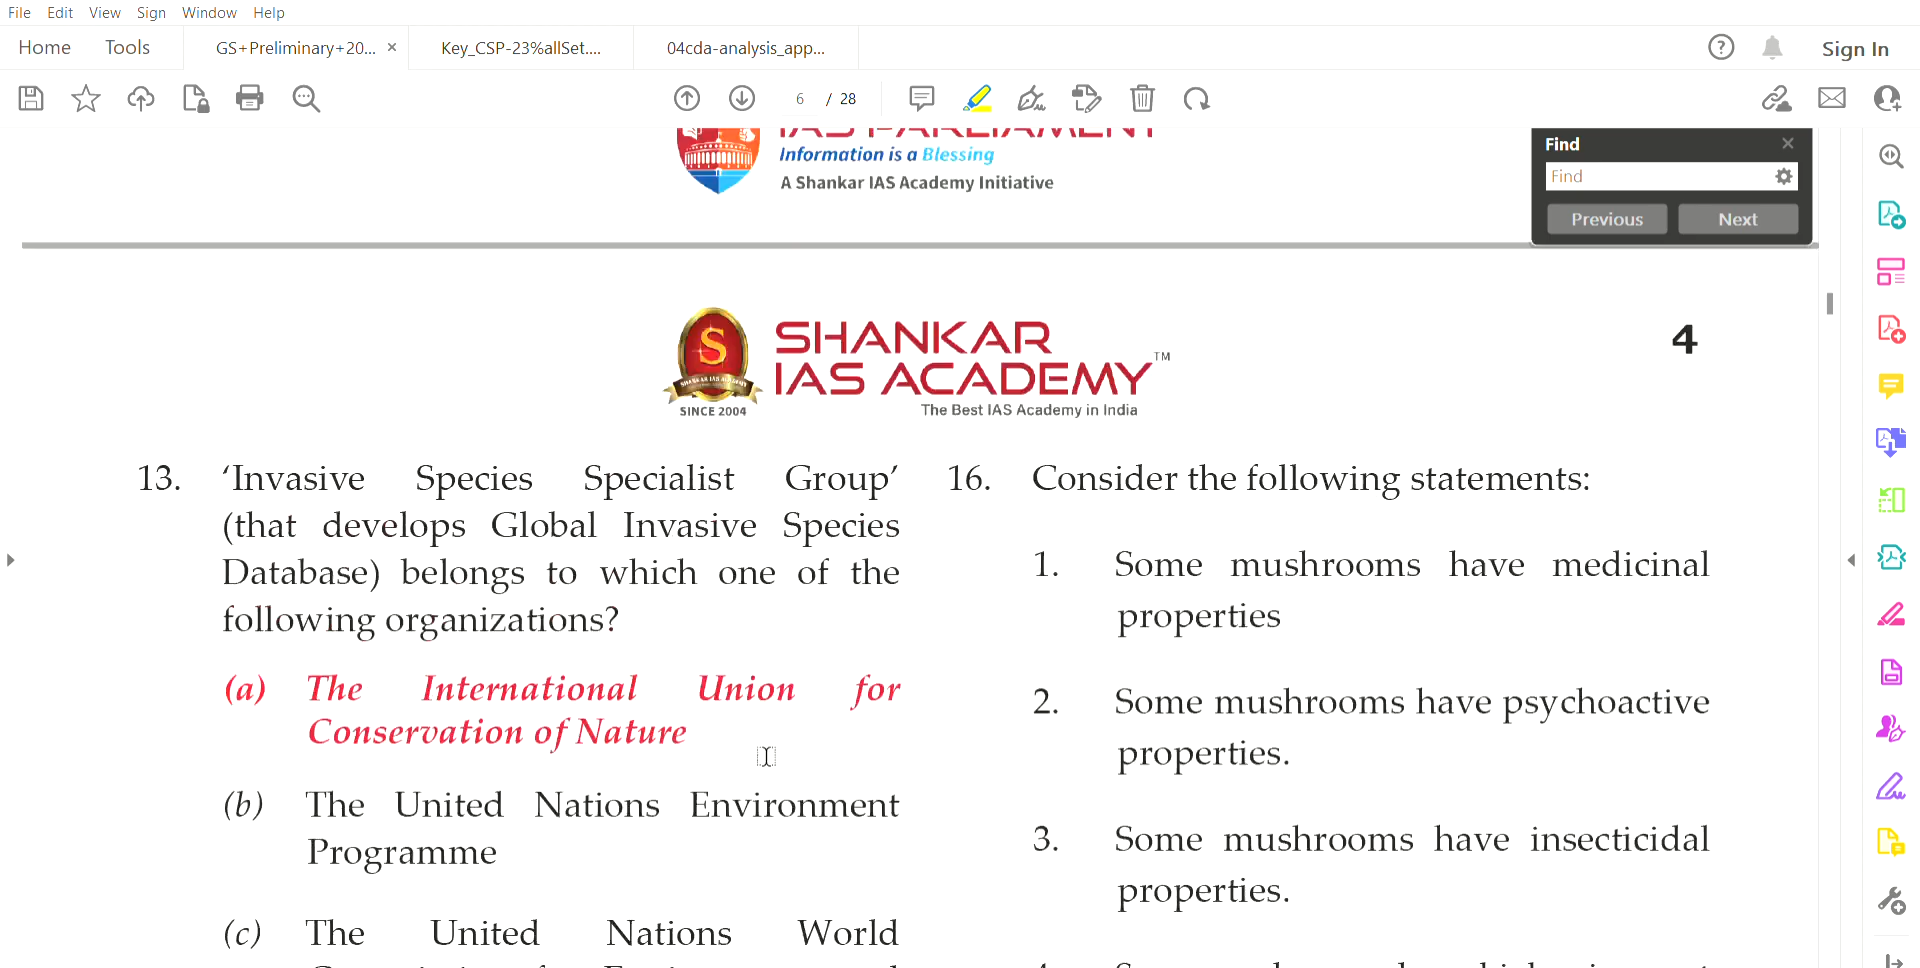 File Edit View Sign Window Help
Home Tools GS+Preliminary+20... × Key_CSP-23%allSet.... 04cda-analysis_app... Sign In
6 / 28
IAS PARLIAMENT
Information is a Blessing
A Shankar IAS Academy Initiative
Find
Find
Previous Next
SHANKAR
IAS ACADEMY™
SINCE 2004 The Best IAS Academy in India
4
13. ‘Invasive Species Specialist Group’
(that develops Global Invasive Species
Database) belongs to which one of the
following organizations?
(a) The International Union for
Conservation of Nature
(b) The United Nations Environment
Programme
(c) The United Nations World
16. Consider the following statements:
1. Some mushrooms have medicinal
properties
2. Some mushrooms have psychoactive
properties.
3. Some mushrooms have insecticidal
properties.